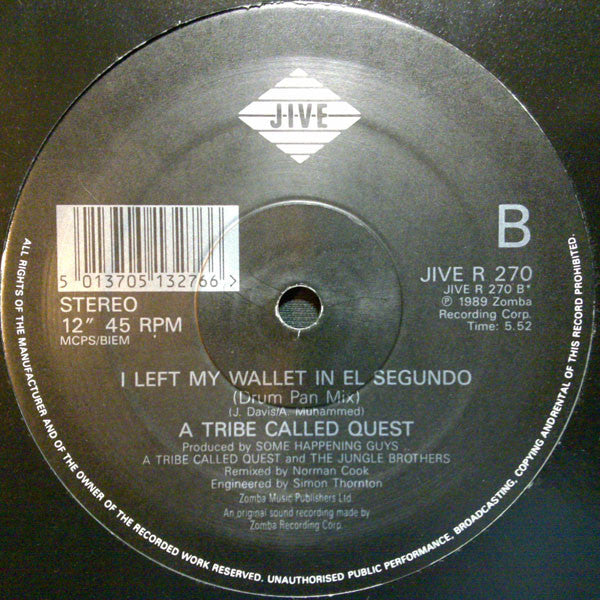 J·I·V·E
B
5 013705 132766 >
STEREO
12" 45 RPM
MCPS/BIEM
JIVE R 270
JIVE R 270 B*
℗ 1989 Zomba
Recording Corp.
Time: 5.52
I LEFT MY WALLET IN EL SEGUNDO
(Drum Pan Mix)
(J. Davis/A. Muhammed)
A TRIBE CALLED QUEST
Produced by SOME HAPPENING GUYS
A TRIBE CALLED QUEST and THE JUNGLE BROTHERS
Remixed by Norman Cook
Engineered by Simon Thornton
Zomba Music Publishers Ltd.
An original sound recording made by
Zomba Recording Corp.
ALL RIGHTS OF THE MANUFACTURER AND OF THE OWNER OF THE RECORDED WORK RESERVED. UNAUTHORISED PUBLIC PERFORMANCE, BROADCASTING, COPYING ANDRENTAL OF THIS RECORD PROHIBITED.